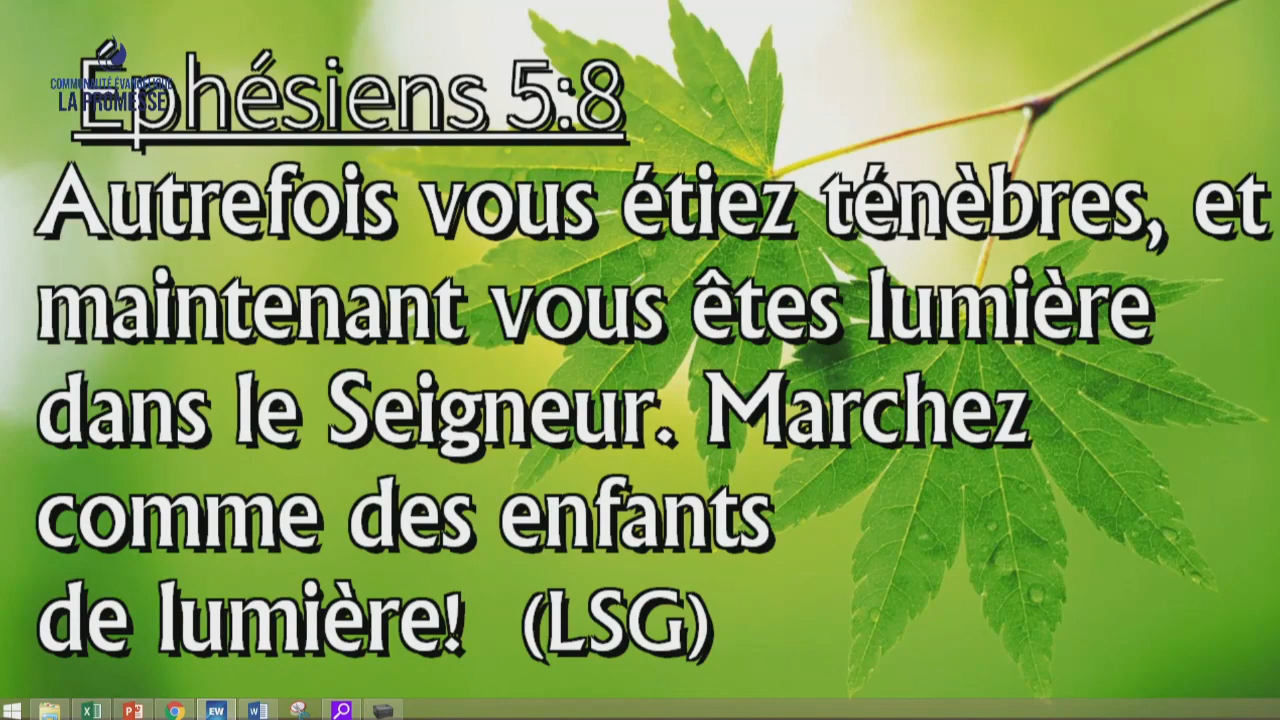 Éphésiens 5:8
COMMUNAUTÉ ÉVANGÉLIQUE
LA PROMESSE
Autrefois vous étiez ténèbres, et
maintenant vous êtes lumière
dans le Seigneur. Marchez
comme des enfants
de lumière! (LSG)
EW